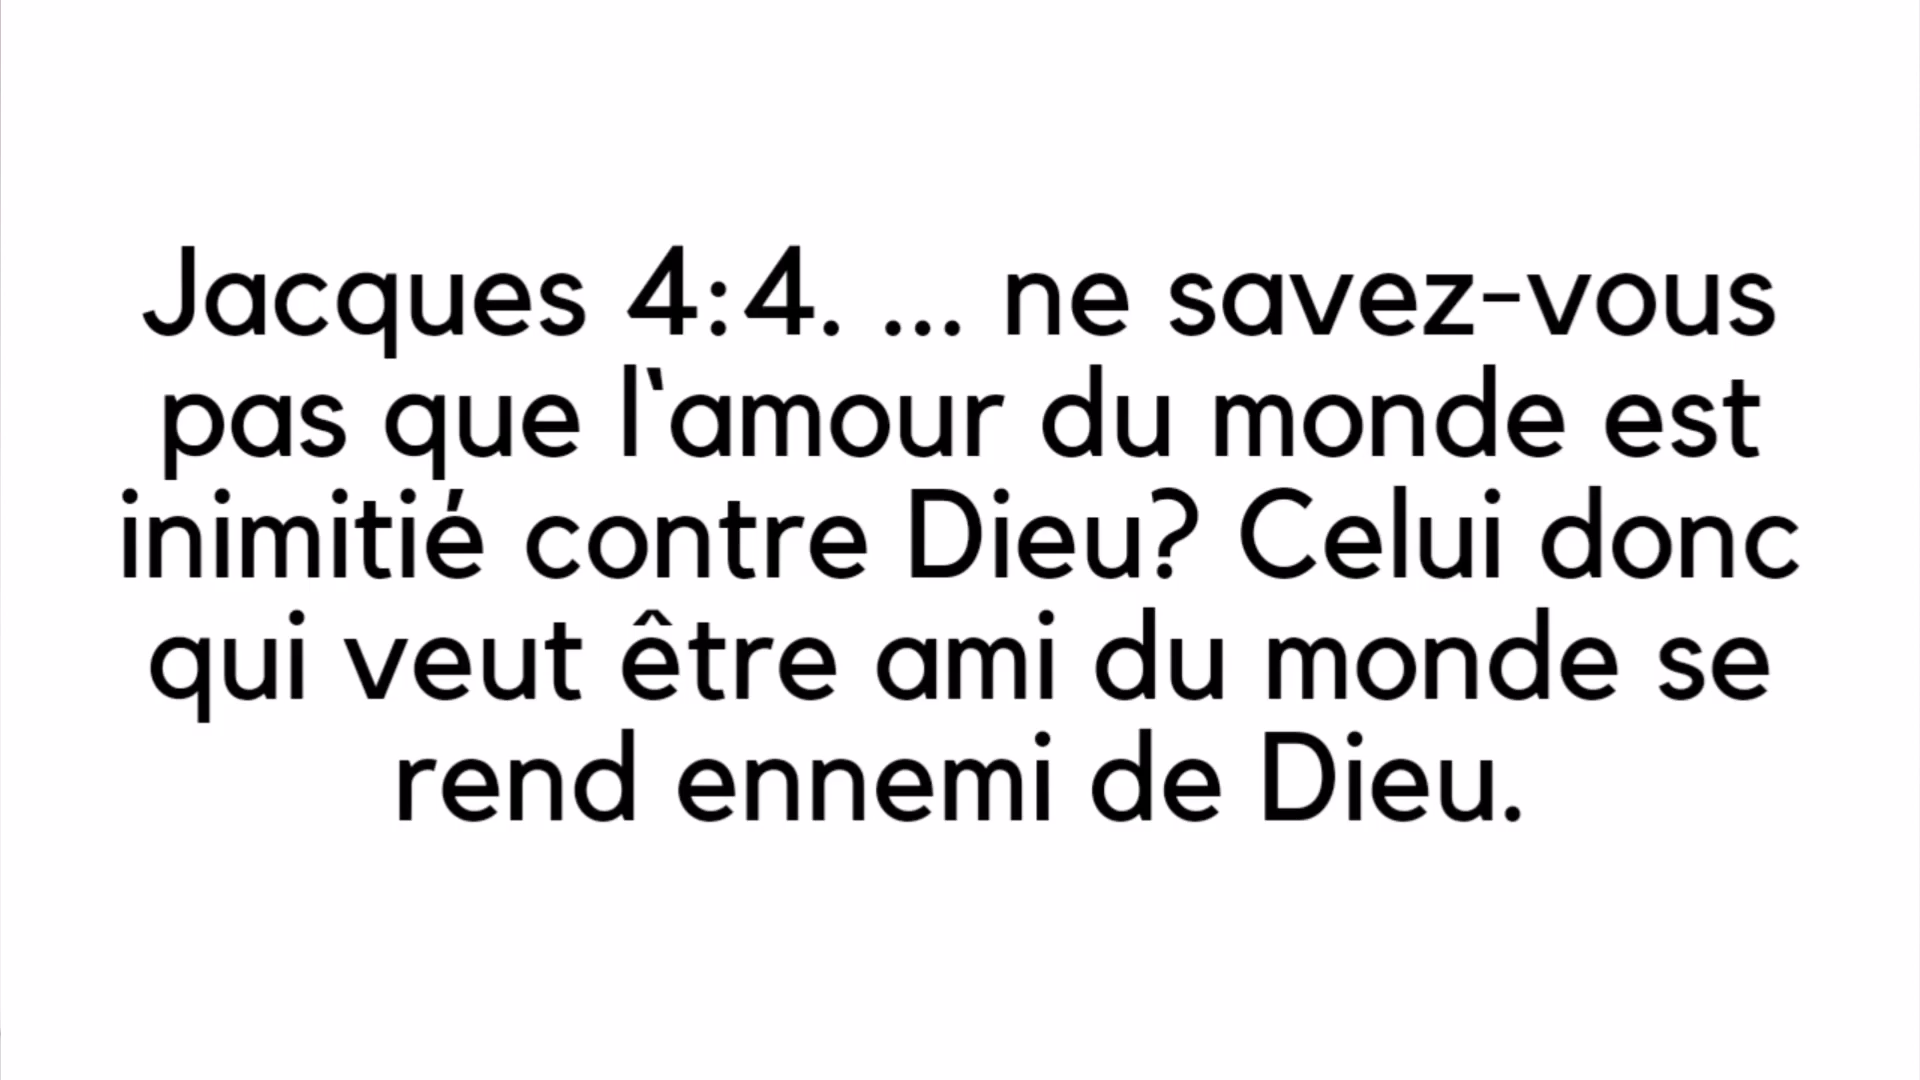 Jacques 4:4. ... ne savez-vous
pas que l‛amour du monde est
inimitié contre Dieu? Celui donc
qui veut être ami du monde se
rend ennemi de Dieu.